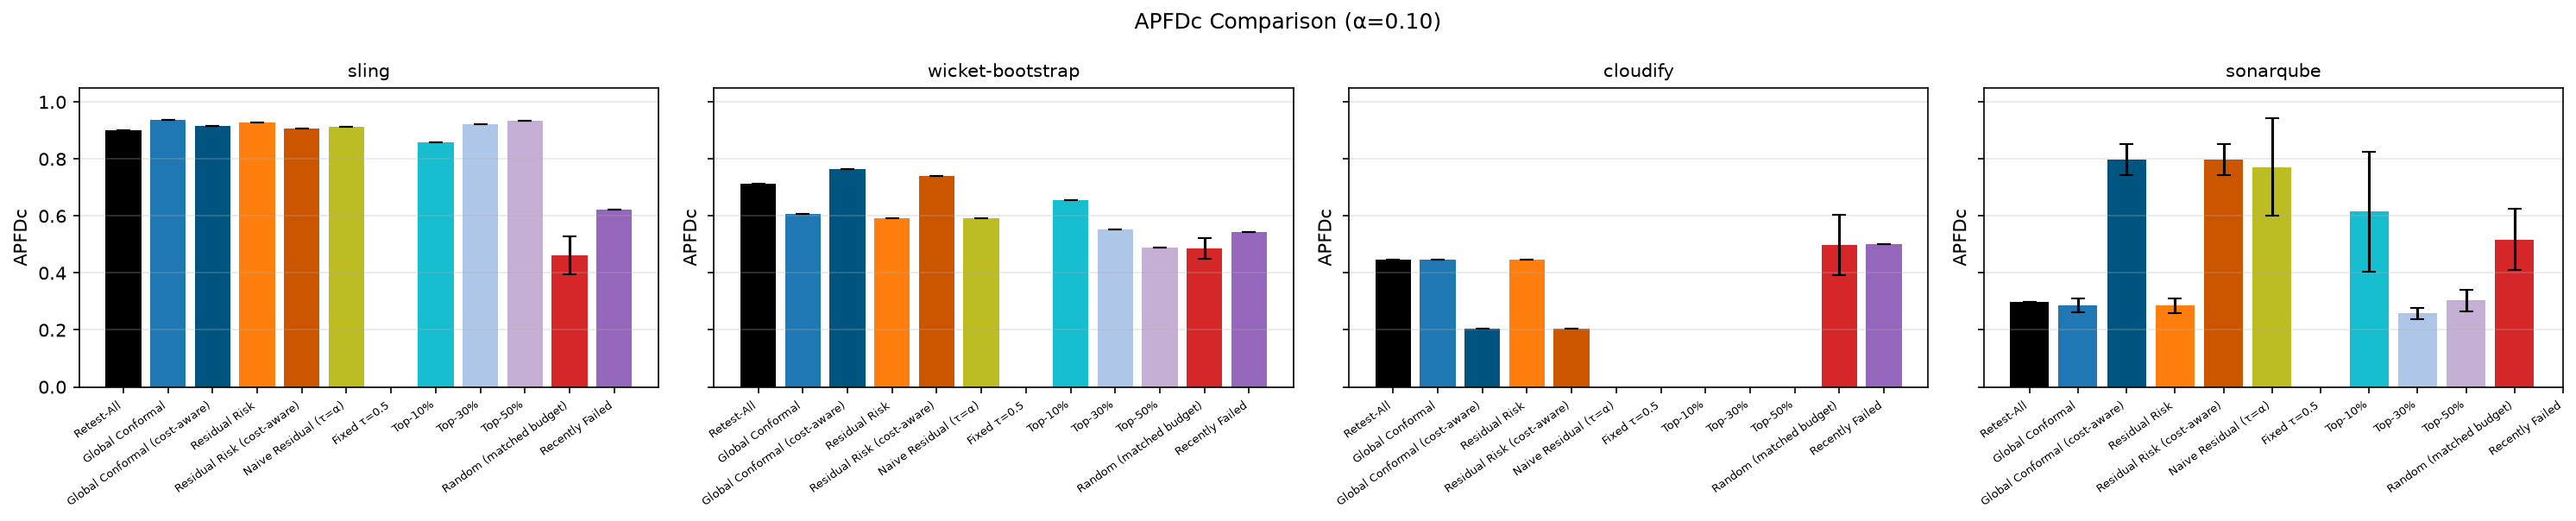 APFDc Comparison (α=0.10)
sling
APFDc
1.0
0.8
0.6
0.4
0.2
0.0
Retest-All
Global Conformal
Global Conformal (cost-aware)
Residual Risk
Residual Risk (cost-aware)
Naive Residual (τ=α)
Fixed τ=0.5
Top-10%
Top-30%
Top-50%
Random (matched budget)
Recently Failed
wicket-bootstrap
APFDc
Retest-All
Global Conformal
Global Conformal (cost-aware)
Residual Risk
Residual Risk (cost-aware)
Naive Residual (τ=α)
Fixed τ=0.5
Top-10%
Top-30%
Top-50%
Random (matched budget)
Recently Failed
cloudify
APFDc
Retest-All
Global Conformal
Global Conformal (cost-aware)
Residual Risk
Residual Risk (cost-aware)
Naive Residual (τ=α)
Fixed τ=0.5
Top-10%
Top-30%
Top-50%
Random (matched budget)
Recently Failed
sonarqube
APFDc
Retest-All
Global Conformal
Global Conformal (cost-aware)
Residual Risk
Residual Risk (cost-aware)
Naive Residual (τ=α)
Fixed τ=0.5
Top-10%
Top-30%
Top-50%
Random (matched budget)
Recently Failed